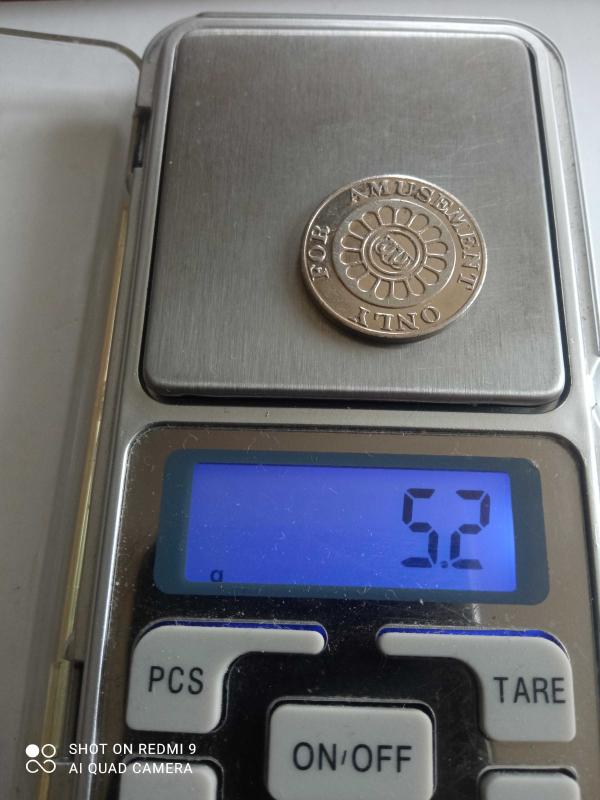 FOR AMUSEMENT ONLY
5.2
g
PCS
TARE
ON/OFF
SHOT ON REDMI 9
AI QUAD CAMERA